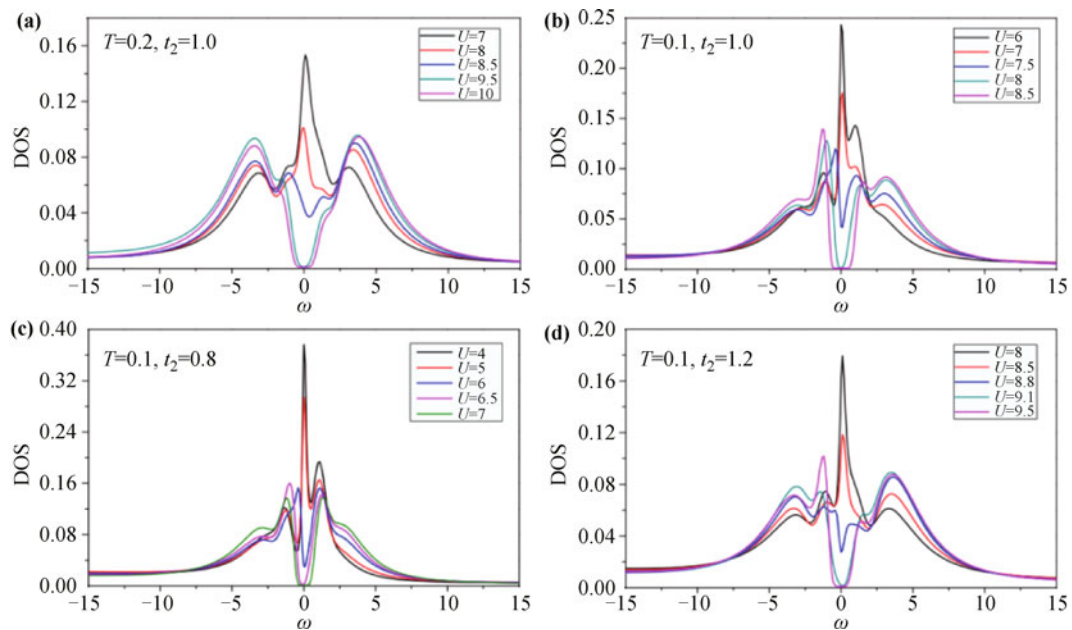 (a)
T=0.2, t2=1.0
U=7
U=8
U=8.5
U=9.5
U=10
DOS
0.16
0.12
0.08
0.04
0.00
−15 −10 −5 0 5 10 15
ω
(b)
T=0.1, t2=1.0
U=6
U=7
U=7.5
U=8
U=8.5
DOS
0.25
0.20
0.15
0.10
0.05
0.00
−15 −10 −5 0 5 10 15
ω
(c)
T=0.1, t2=0.8
U=4
U=5
U=6
U=6.5
U=7
DOS
0.40
0.32
0.24
0.16
0.08
0.00
−15 −10 −5 0 5 10 15
ω
(d)
T=0.1, t2=1.2
U=8
U=8.5
U=8.8
U=9.1
U=9.5
DOS
1.20
0.16
0.12
0.08
0.04
0.00
−15 −10 −5 0 5 10 15
ω